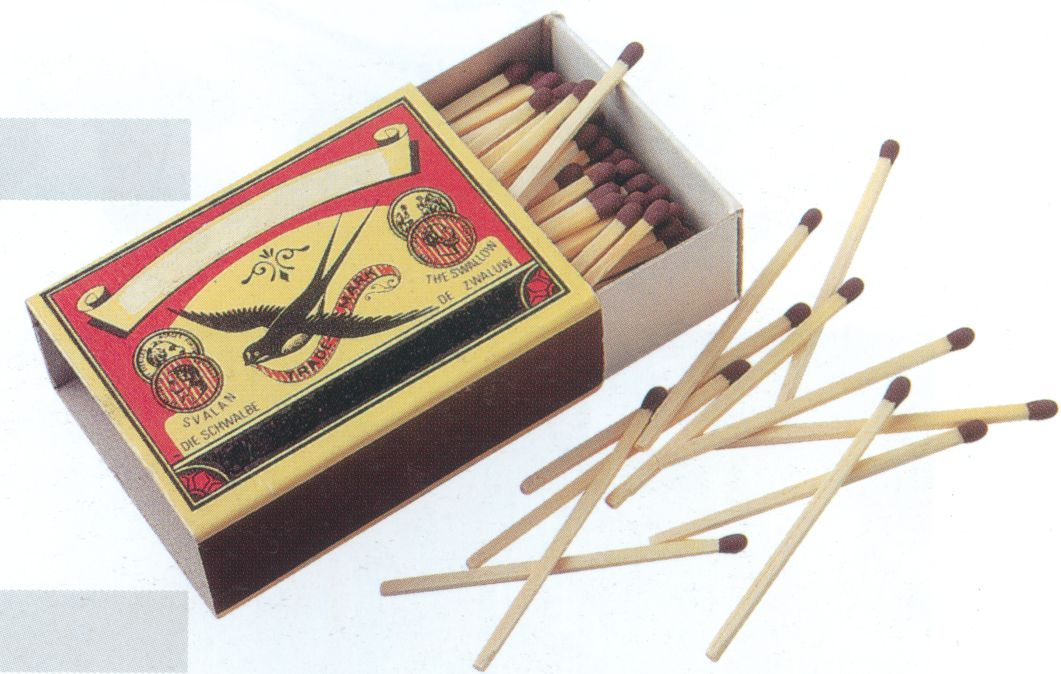 SVALAN
DIE SCHWALBE
TRADE MARK
THE SWALLOW
DE ZWALUW